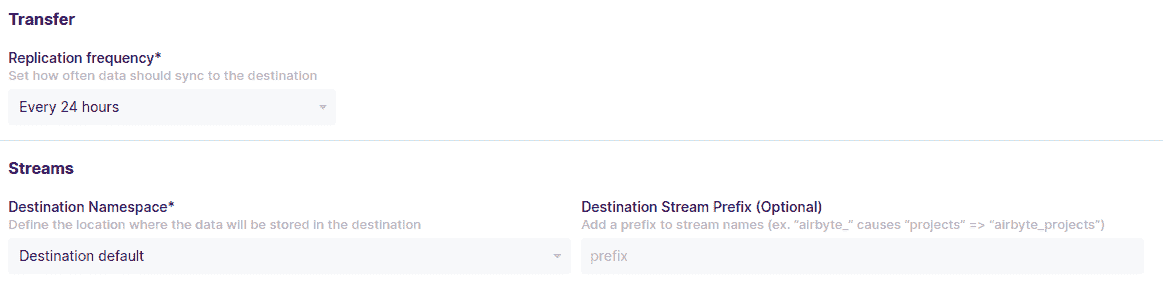 Transfer
Replication frequency*
Set how often data should sync to the destination
Every 24 hours
Streams
Destination Namespace*
Define the location where the data will be stored in the destination
Destination default
Destination Stream Prefix (Optional)
Add a prefix to stream names (ex. "airbyte_" causes "projects" => "airbyte_projects")
prefix